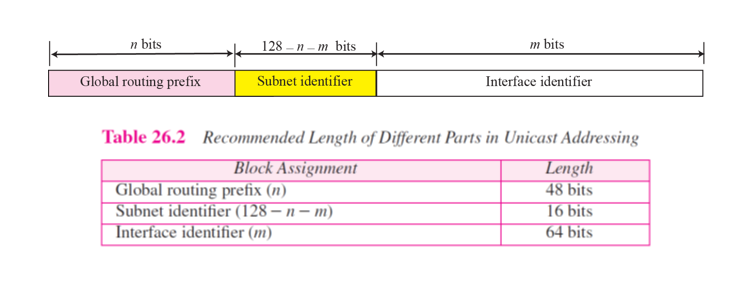 n bits
128 – n – m bits
m bits
Global routing prefix
Subnet identifier
Interface identifier
Table 26.2 Recommended Length of Different Parts in Unicast Addressing
Block Assignment Length
Global routing prefix (n) 48 bits
Subnet identifier (128 – n – m) 16 bits
Interface identifier (m) 64 bits